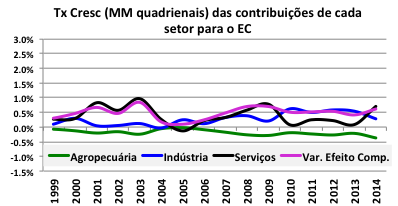 Tx Cresc (MM quadrienais) das contribuições de cada
setor para o EC
3.0%
2.5%
2.0%
1.5%
1.0%
0.5%
0.0%
-0.5%
-1.0%
-1.5%
Agropecuária Indústria Serviços Var. Efeito Comp.
1999 2000 2001 2002 2003 2004 2005 2006 2007 2008 2009 2010 2011 2012 2013 2014